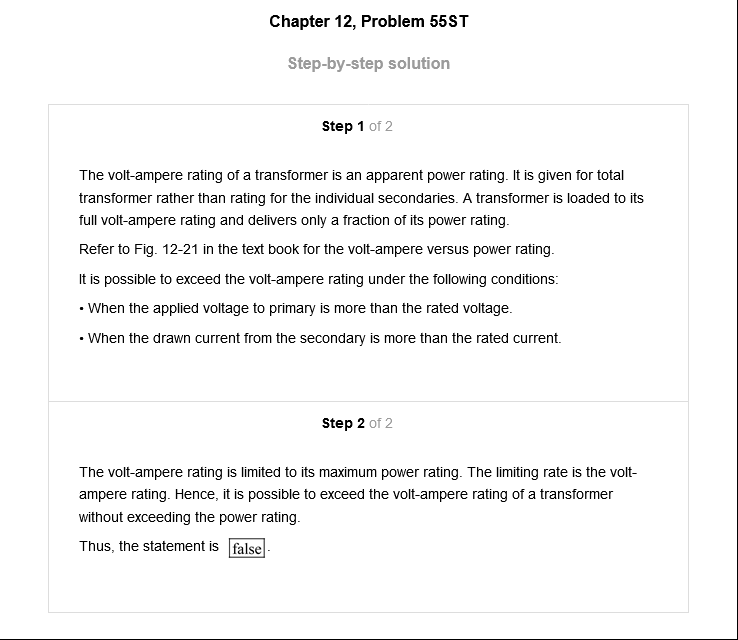 Chapter 12, Problem 55ST
Step-by-step solution
Step 1 of 2
The volt-ampere rating of a transformer is an apparent power rating. It is given for total
transformer rather than rating for the individual secondaries. A transformer is loaded to its
full volt-ampere rating and delivers only a fraction of its power rating.
Refer to Fig. 12-21 in the text book for the volt-ampere versus power rating.
It is possible to exceed the volt-ampere rating under the following conditions:
• When the applied voltage to primary is more than the rated voltage.
• When the drawn current from the secondary is more than the rated current.
Step 2 of 2
The volt-ampere rating is limited to its maximum power rating. The limiting rate is the volt-
ampere rating. Hence, it is possible to exceed the volt-ampere rating of a transformer
without exceeding the power rating.
Thus, the statement is false.